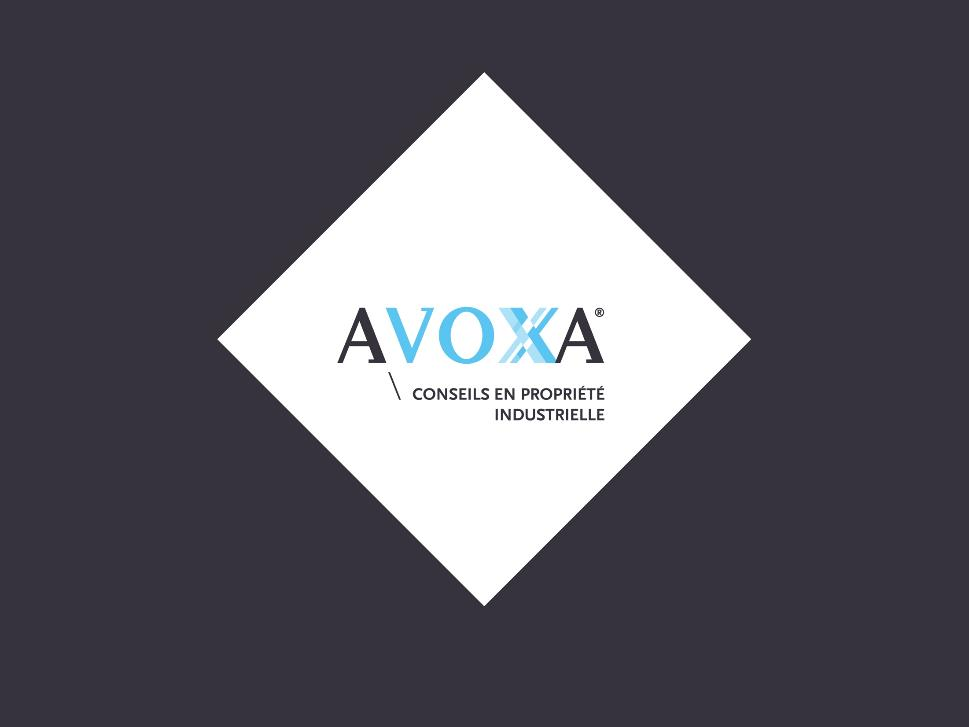 AVOXA®
\ CONSEILS EN PROPRIÉTÉ
INDUSTRIELLE